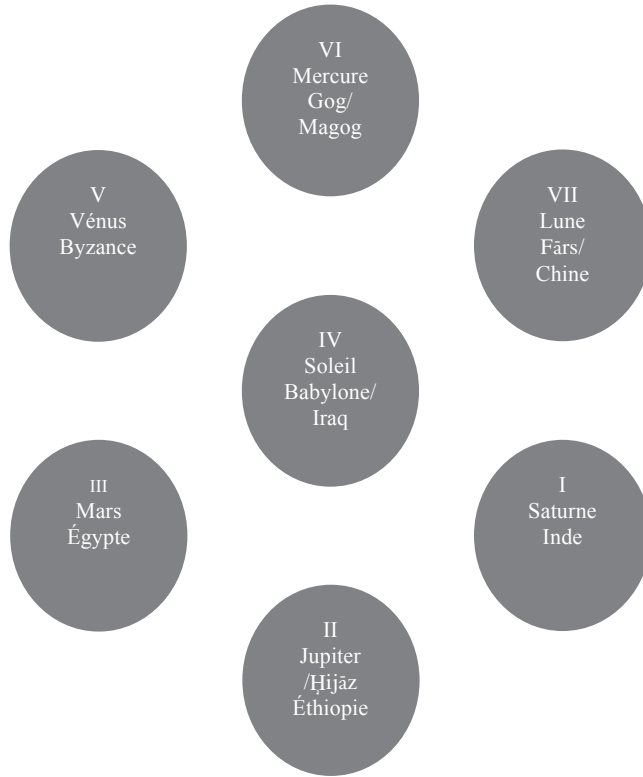 VI
Mercure
Gog/
Magog
V
Vénus
Byzance
VII
Lune
Fārs/
Chine
IV
Soleil
Babylone/
Iraq
III
Mars
Égypte
I
Saturne
Inde
II
Jupiter
/Ḥijāz
Éthiopie